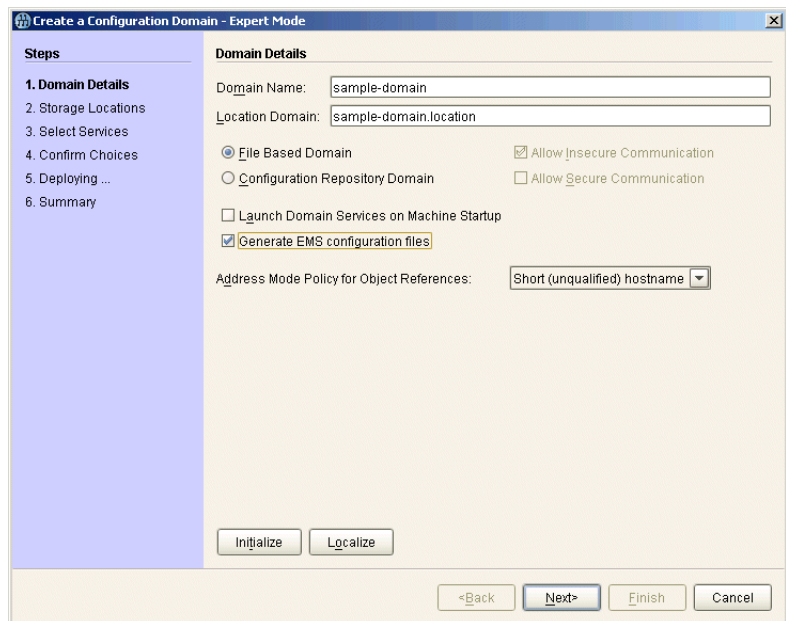 Create a Configuration Domain - Expert Mode
Steps
1. Domain Details
2. Storage Locations
3. Select Services
4. Confirm Choices
5. Deploying ...
6. Summary
Domain Details
Domain Name: sample-domain
Location Domain: sample-domain.location
File Based Domain Allow Insecure Communication
Configuration Repository Domain Allow Secure Communication
Launch Domain Services on Machine Startup
Generate EMS configuration files
Address Mode Policy for Object References: Short (unqualified) hostname
Initialize Localize
<Back Next> Finish Cancel